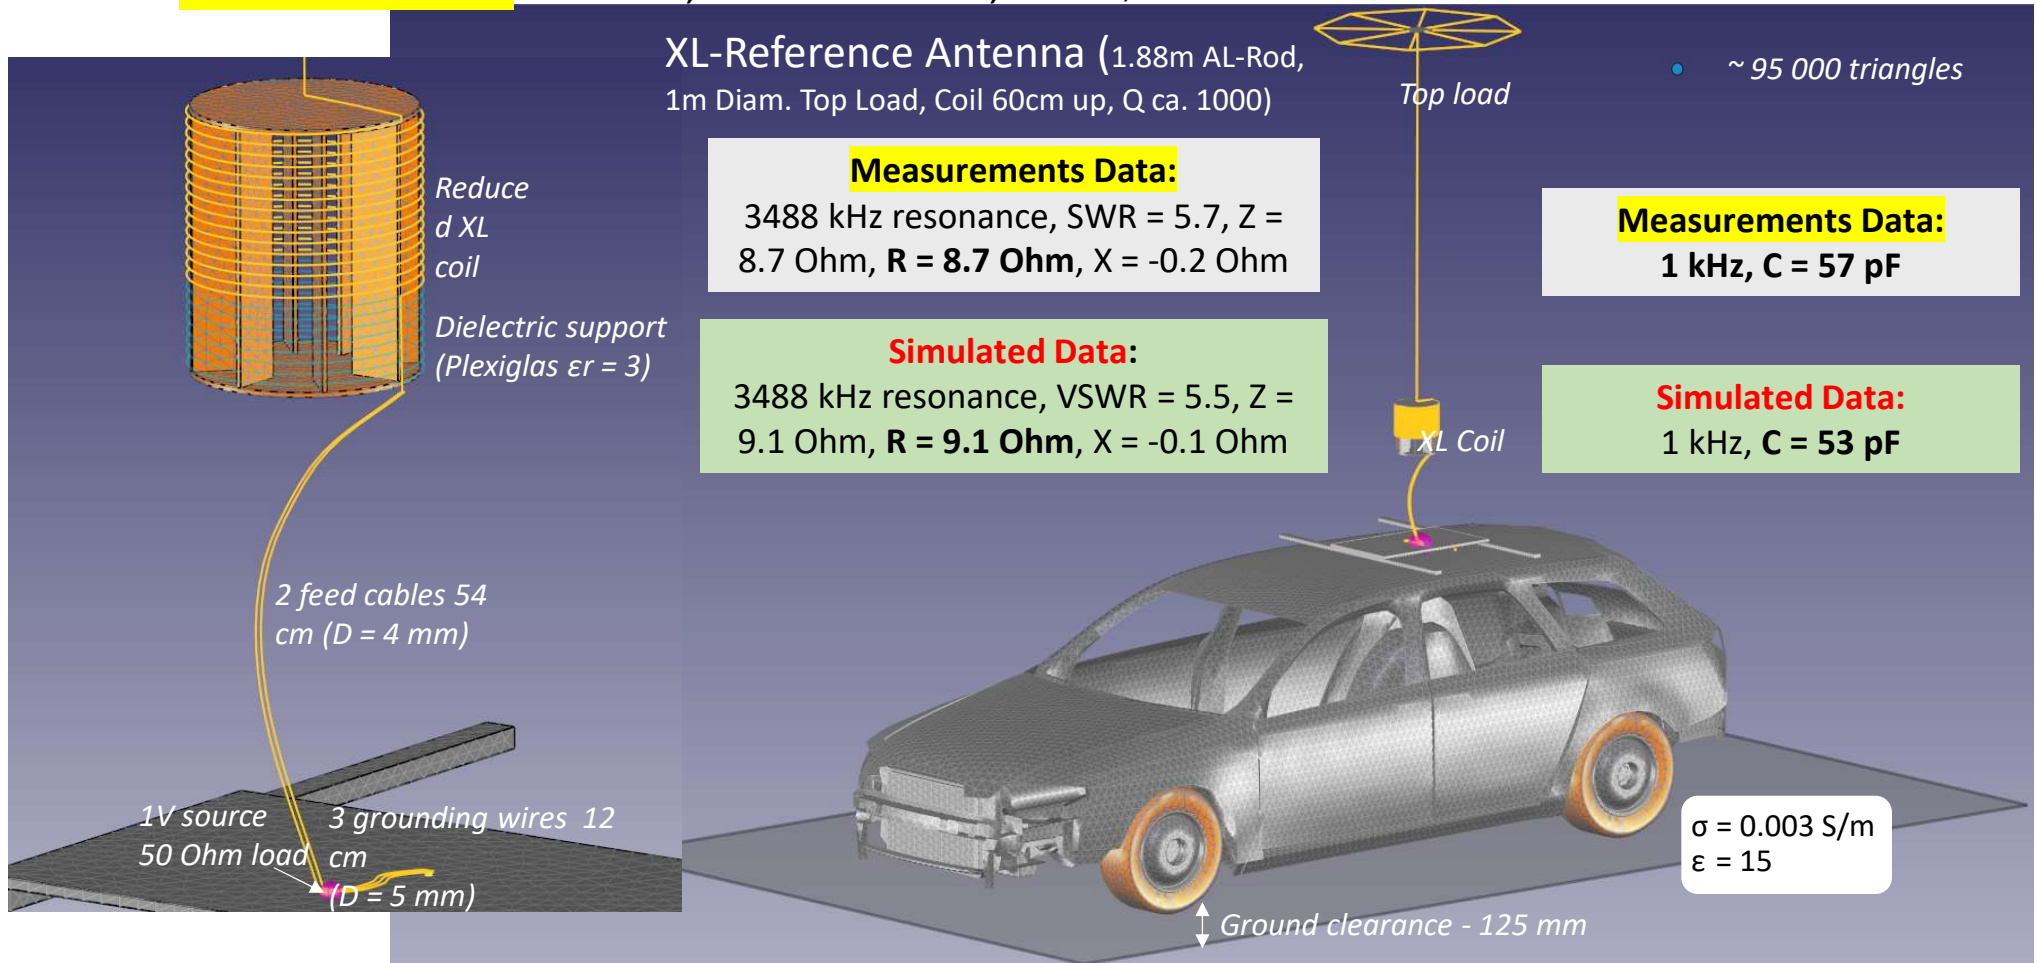 XL-Reference Antenna (1.88m AL-Rod,
1m Diam. Top Load, Coil 60cm up, Q ca. 1000)
Top load
~ 95 000 triangles
Measurements Data:
3488 kHz resonance, SWR = 5.7, Z =
8.7 Ohm, R = 8.7 Ohm, X = -0.2 Ohm
Measurements Data:
1 kHz, C = 57 pF
Reduce
d XL
coil
Dielectric support
(Plexiglas εr = 3)
Simulated Data:
3488 kHz resonance, VSWR = 5.5, Z =
9.1 Ohm, R = 9.1 Ohm, X = -0.1 Ohm
XL Coil
Simulated Data:
1 kHz, C = 53 pF
2 feed cables 54
cm (D = 4 mm)
1V source
50 Ohm load
3 grounding wires 12
cm
(D = 5 mm)
σ = 0.003 S/m
ε = 15
Ground clearance - 125 mm